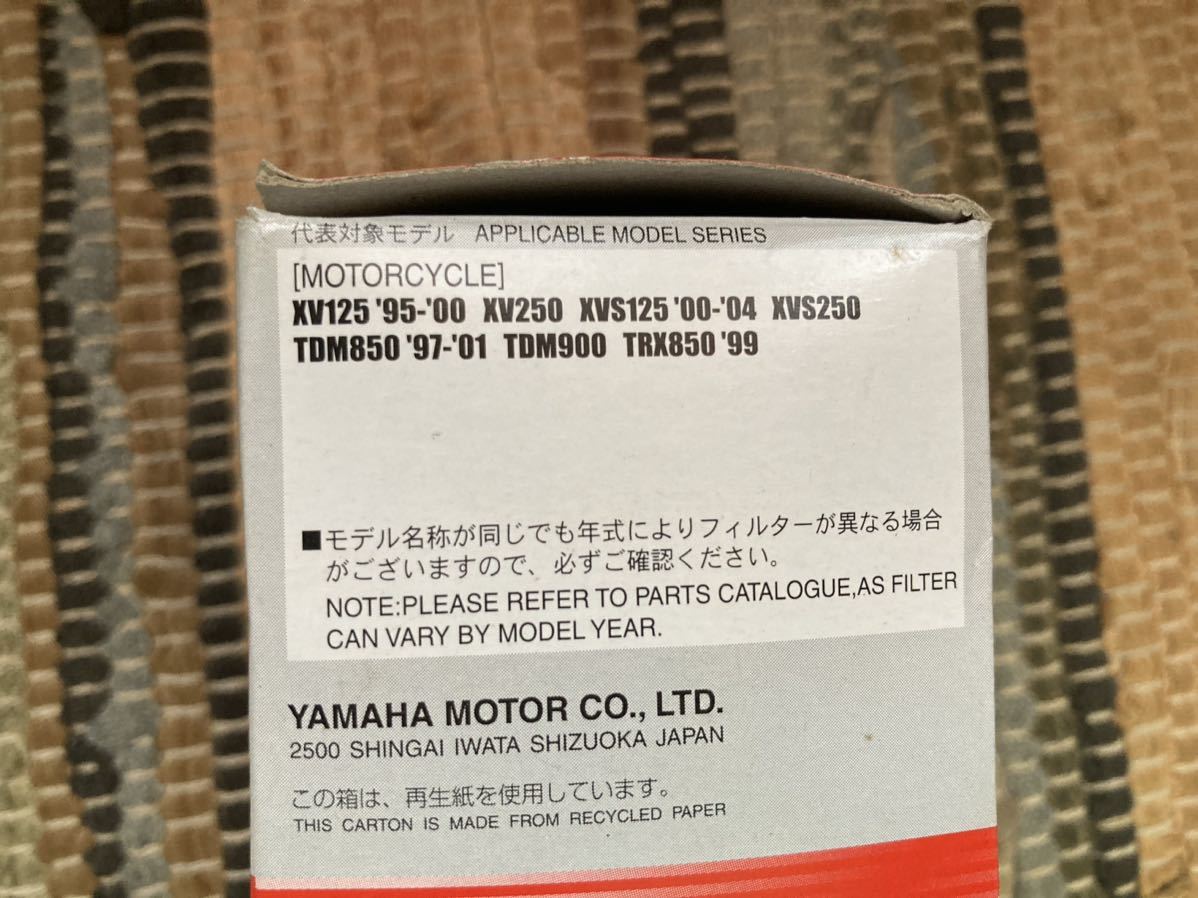 代表対象モデル APPLICABLE MODEL SERIES
[MOTORCYCLE]
XV125 '95-'00 XV250 XVS125 '00-'04 XVS250
TDM850 '97-'01 TDM900 TRX850 '99
■モデル名称が同じでも年式によりフィルターが異なる場合
がございますので、必ずご確認ください。
NOTE:PLEASE REFER TO PARTS CATALOGUE,AS FILTER
CAN VARY BY MODEL YEAR.
YAMAHA MOTOR CO., LTD.
2500 SHINGAI IWATA SHIZUOKA JAPAN
この箱は、再生紙を使用しています。
THIS CARTON IS MADE FROM RECYCLED PAPER